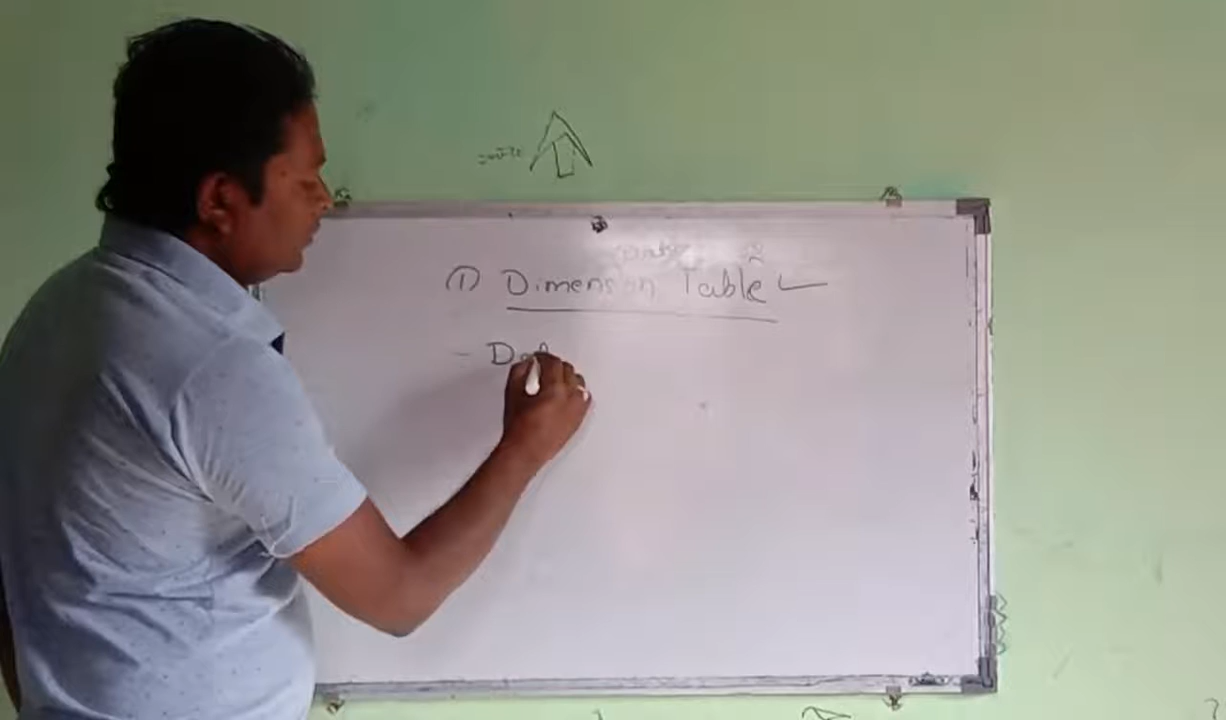 ① Dimension Table
- D